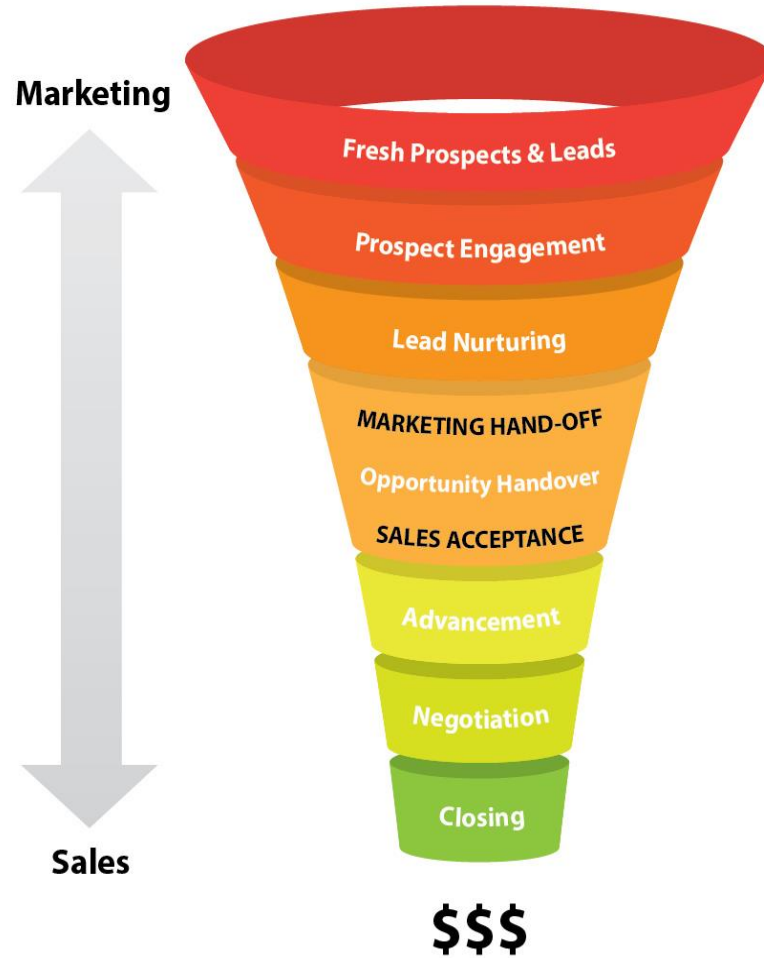 Marketing
Fresh Prospects & Leads
Prospect Engagement
Lead Nurturing
MARKETING HAND-OFF
Opportunity Handover
SALES ACCEPTANCE
Advancement
Negotiation
Closing
Sales
$$$